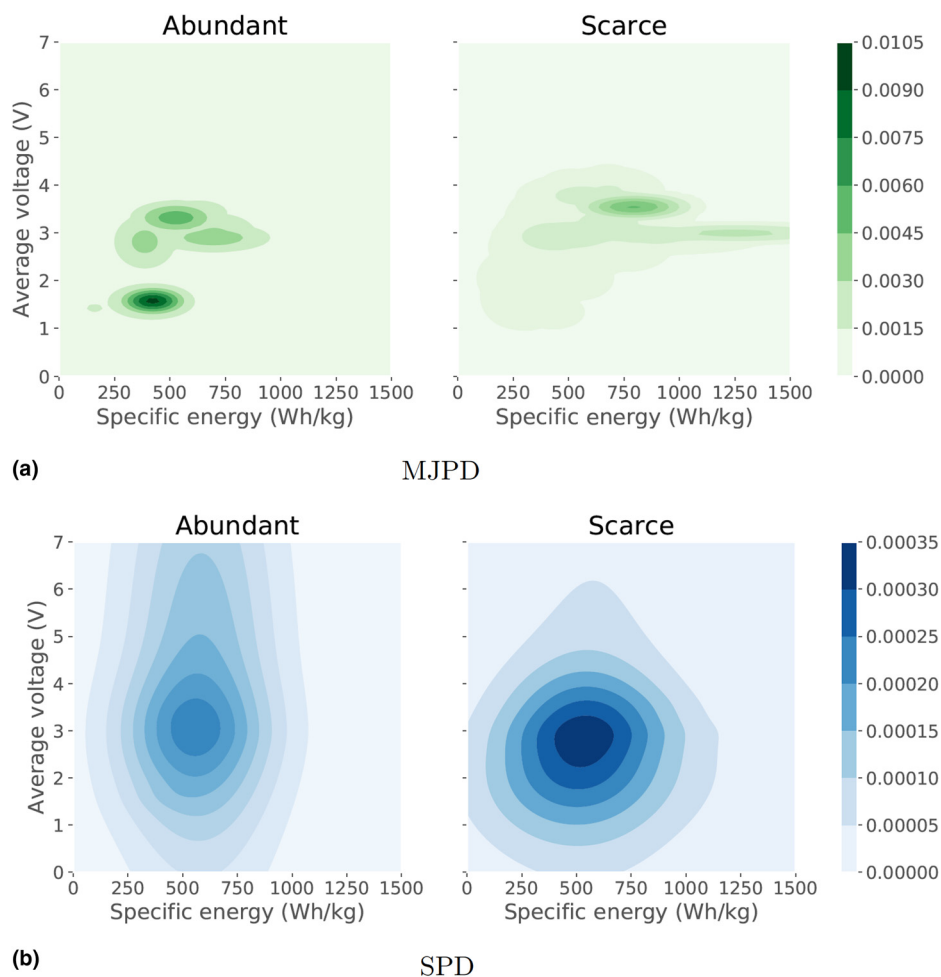 Abundant Scarce
7 0.0105
6 0.0090
5 0.0075
4 0.0060
3 0.0045
2 0.0030
1 0.0015
0 0.0000
Average voltage (V)
0 250 500 750 1000 1250 1500 0 250 500 750 1000 1250 1500
Specific energy (Wh/kg) Specific energy (Wh/kg)
(a) MJPD
Abundant Scarce
7 0.00035
6 0.00030
5 0.00025
4 0.00020
3 0.00015
2 0.00010
1 0.00005
0 0.00000
Average voltage (V)
0 250 500 750 1000 1250 1500 0 250 500 750 1000 1250 1500
Specific energy (Wh/kg) Specific energy (Wh/kg)
(b) SPD